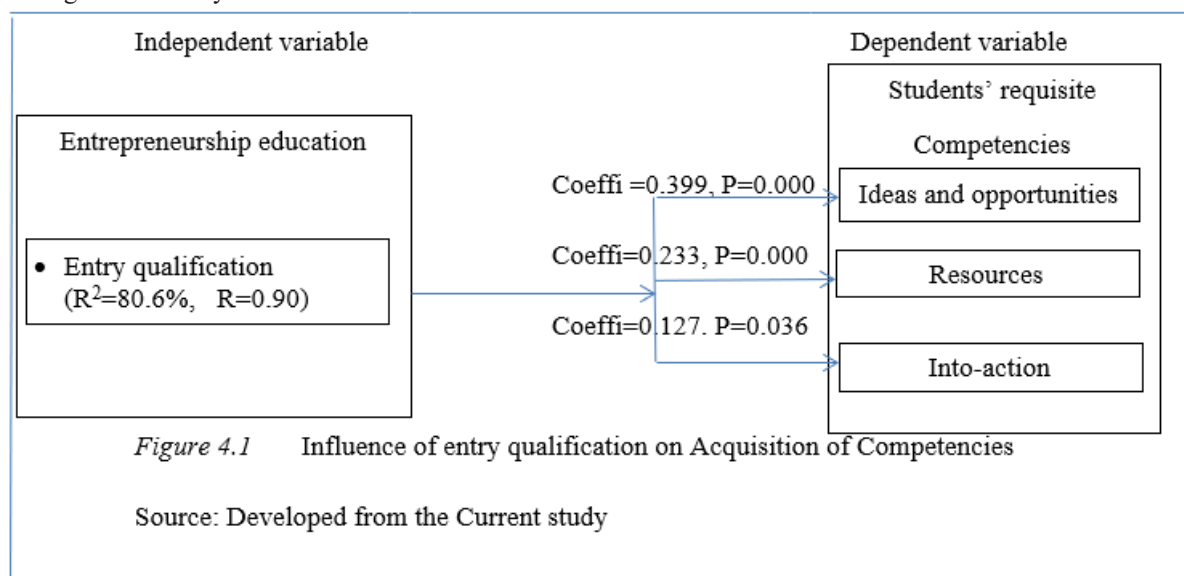 Independent variable
Dependent variable
Students’ requisite
Competencies
Entrepreneurship education
• Entry qualification
(R²=80.6%, R=0.90)
Coeffi =0.399, P=0.000
Ideas and opportunities
Coeffi=0.233, P=0.000
Resources
Coeffi=0.127. P=0.036
Into-action
Figure 4.1 Influence of entry qualification on Acquisition of Competencies
Source: Developed from the Current study